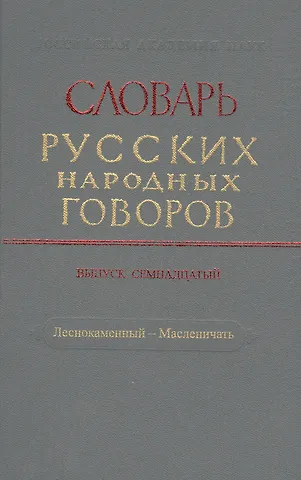 РОССИЙСКАЯ АКАДЕМИЯ НАУК
СЛОВАРЬ
РУССКИХ
НАРОДНЫХ
ГОВОРОВ
ВЫПУСК СЕМНАДЦАТЫЙ
Леснокаменный – Масленичать